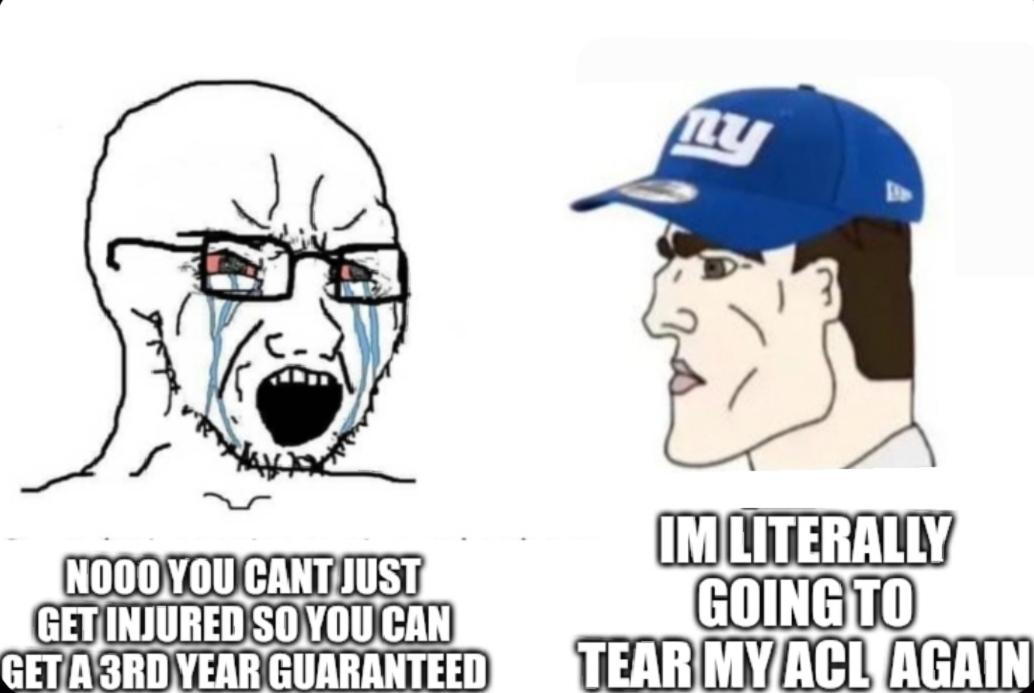 ny
NOOO YOU CANT JUST
GET INJURED SO YOU CAN
GET A 3RD YEAR GUARANTEED
IM LITERALLY
GOING TO
TEAR MY ACL AGAIN